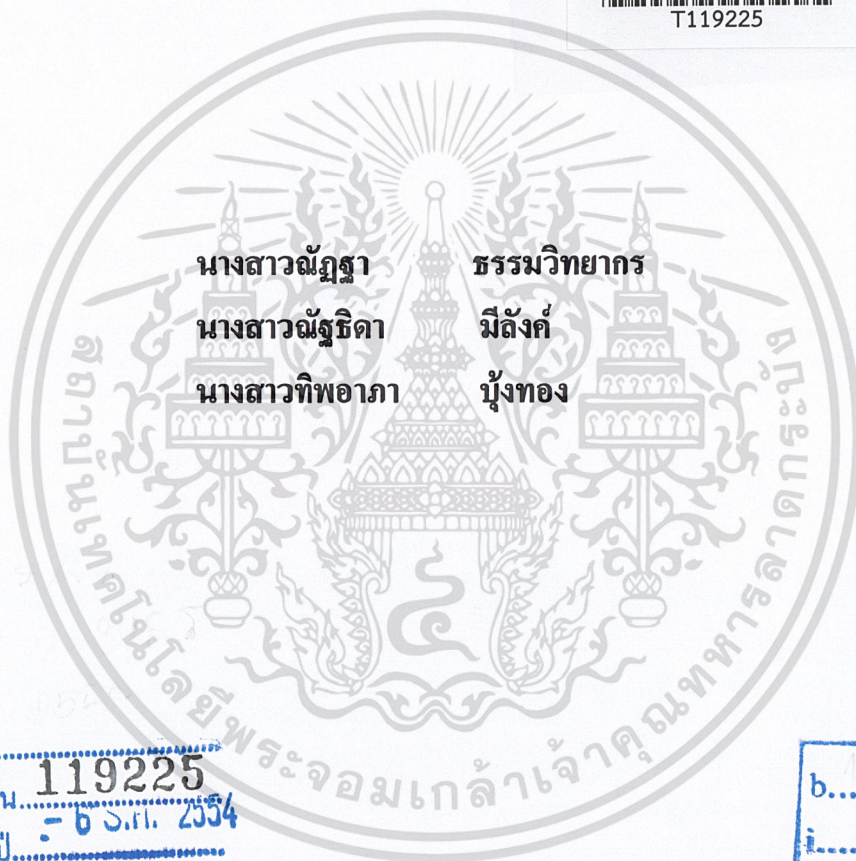 T119225
นางสาวณัฏฐา ธรรมวิทยากร
นางสาวณัฐธิดา มีลังค์
นางสาวทิพอาภา บุ้งทอง
สถาบันเทคโนโลยีพระจอมเกล้าเจ้าคุณทหารลาดกระบัง
๔
119225
- 6 ธ.ค. 2554
b....
i....